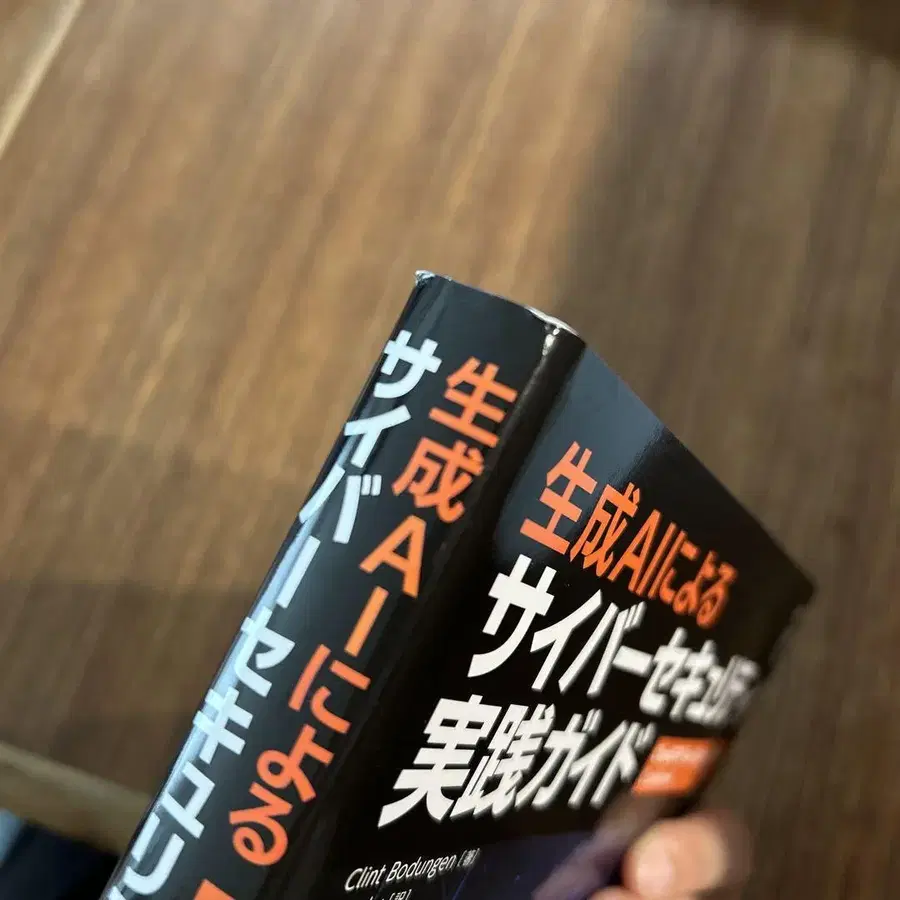 生成AIによる
サイバーセキュリ
生成AIによる
サイバーセキュリティ
実践ガイド
Clint Bodungen [著]
[訳]